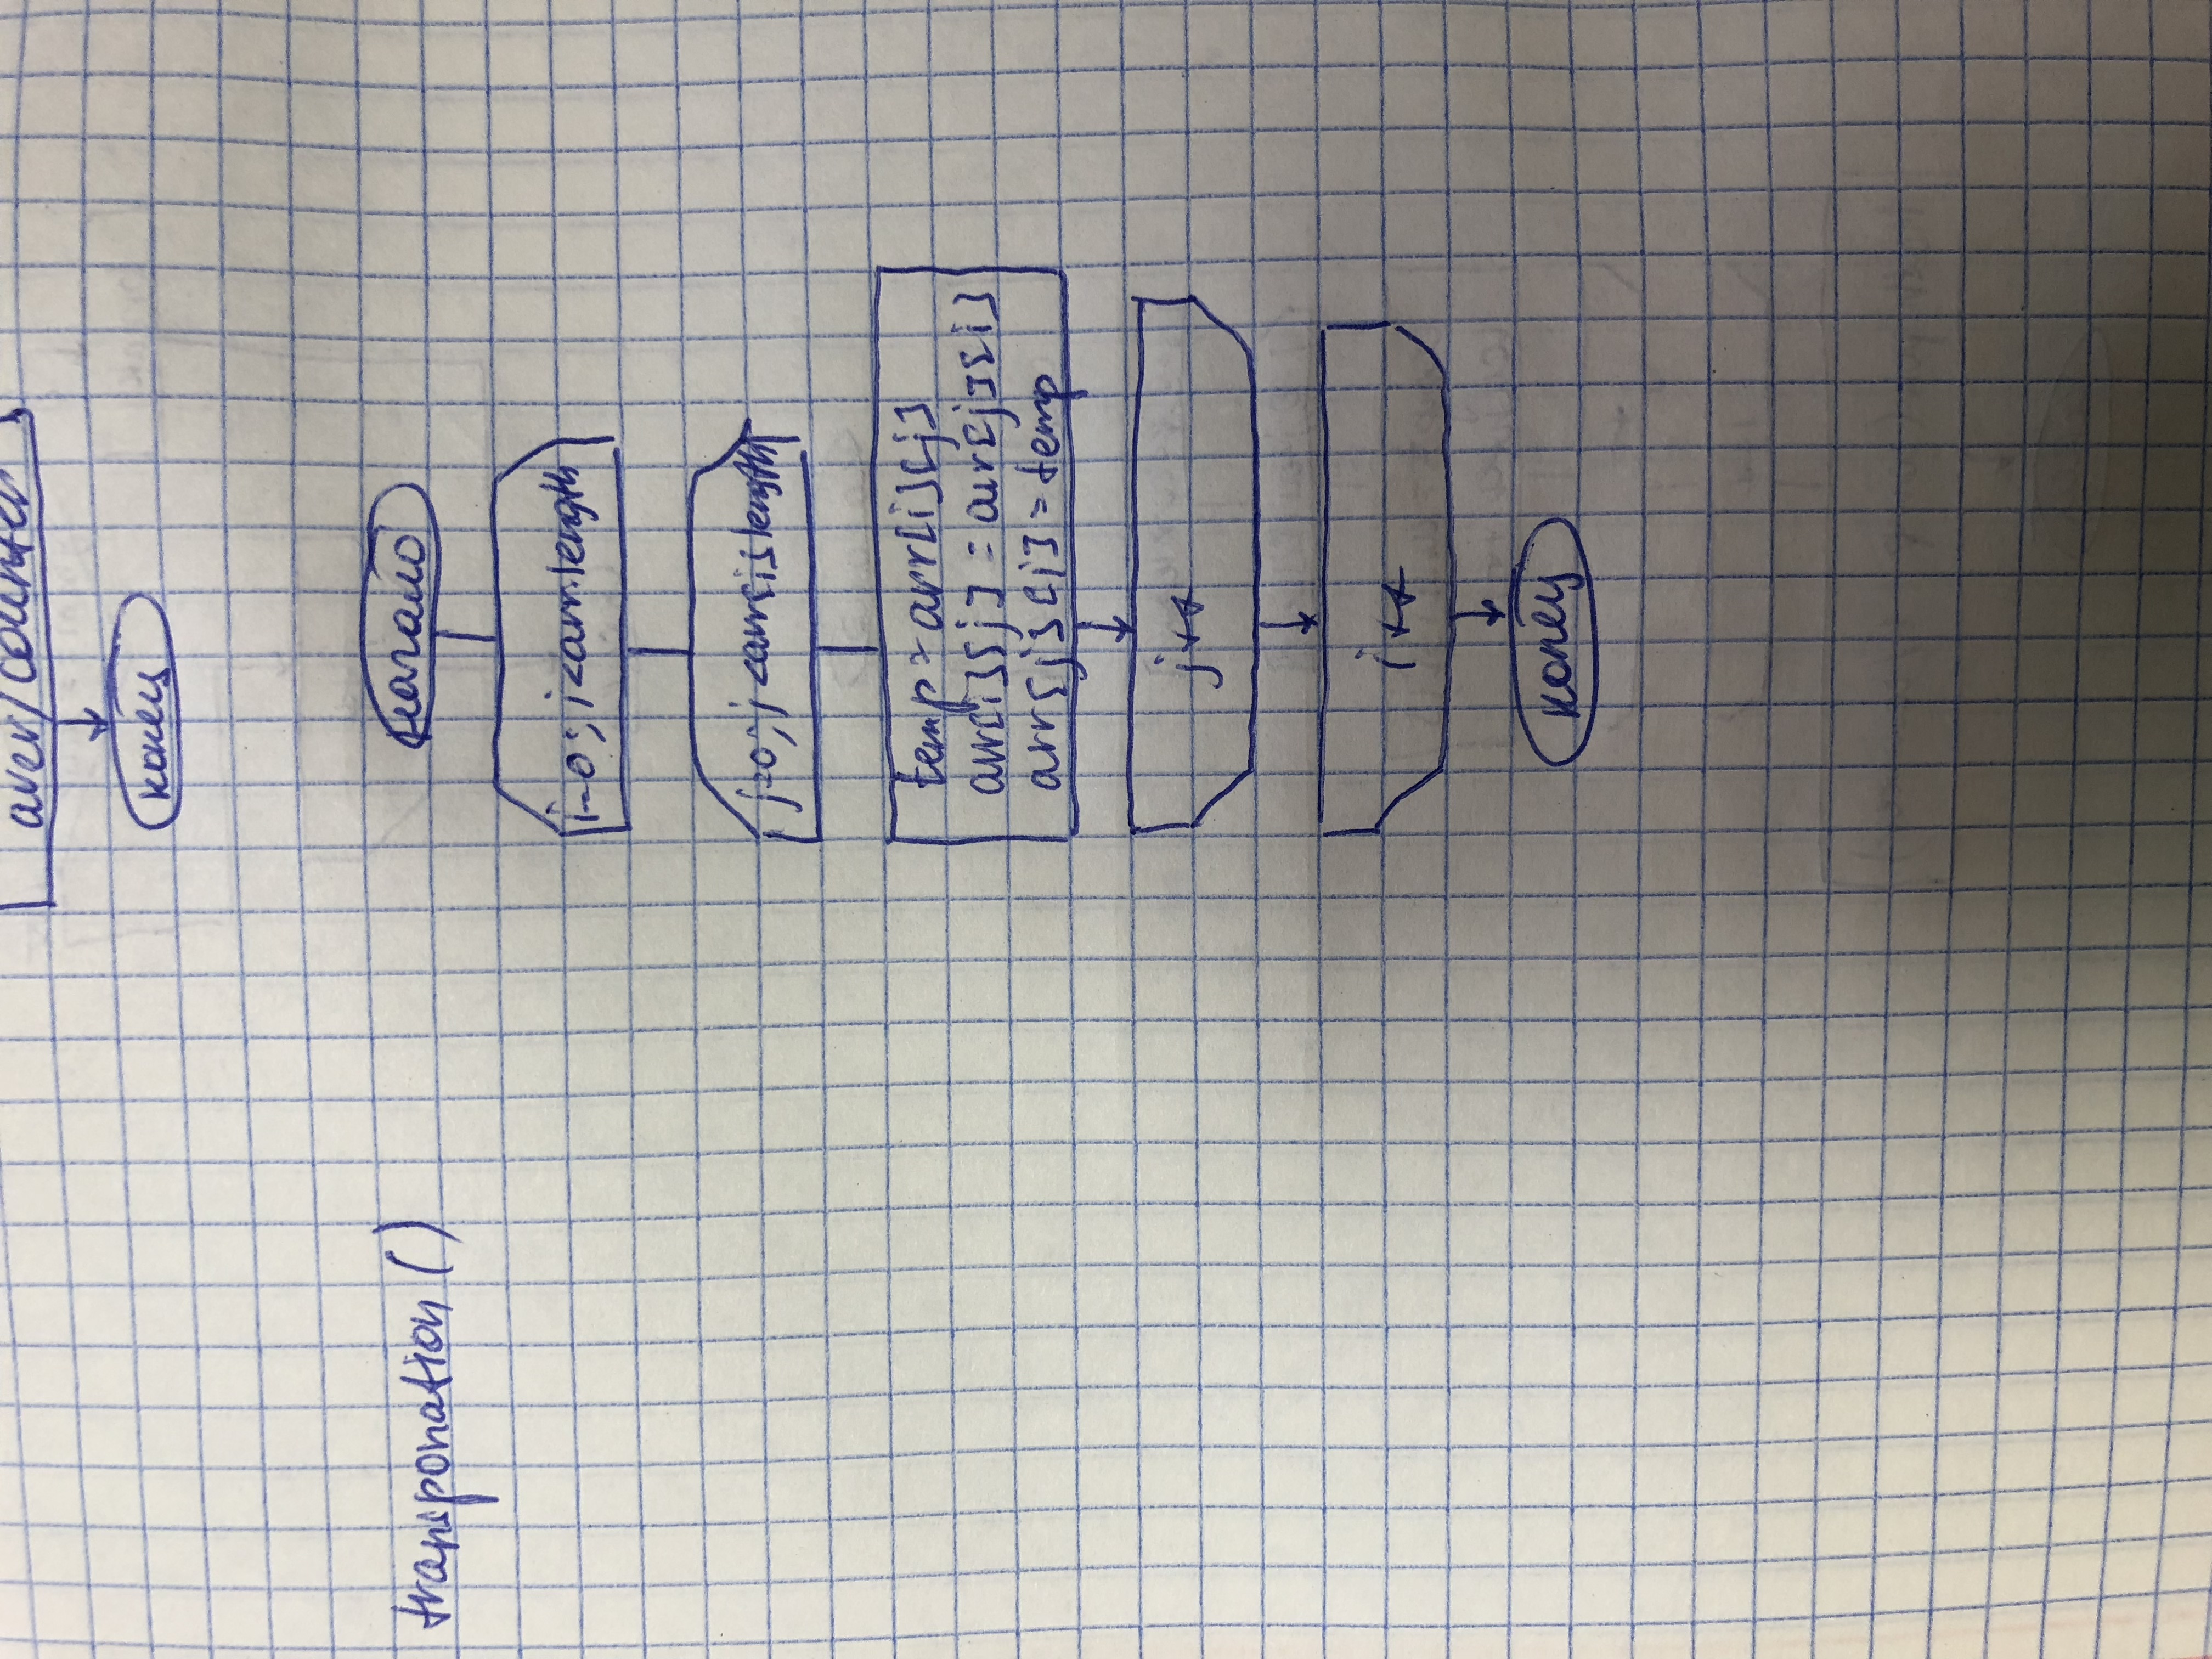 aver/counter
конец
transponation()
начало
i=0; i<arr.length
j=0; j<arr[i].length
temp=arr[i][j]
arr[i][j]=arr[j][i]
arr[j][i]=temp
j++
i++
конец